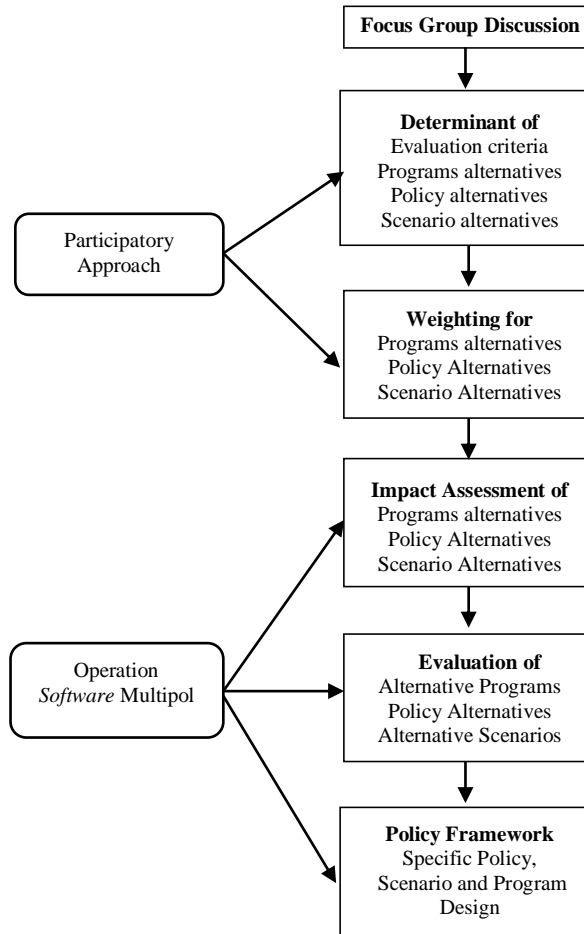 Focus Group Discussion
Determinant of
Evaluation criteria
Programs alternatives
Policy alternatives
Scenario alternatives
Participatory
Approach
Weighting for
Programs alternatives
Policy Alternatives
Scenario Alternatives
Impact Assessment of
Programs alternatives
Policy Alternatives
Scenario Alternatives
Operation
Software Multipol
Evaluation of
Alternative Programs
Policy Alternatives
Alternative Scenarios
Policy Framework
Specific Policy,
Scenario and Program
Design